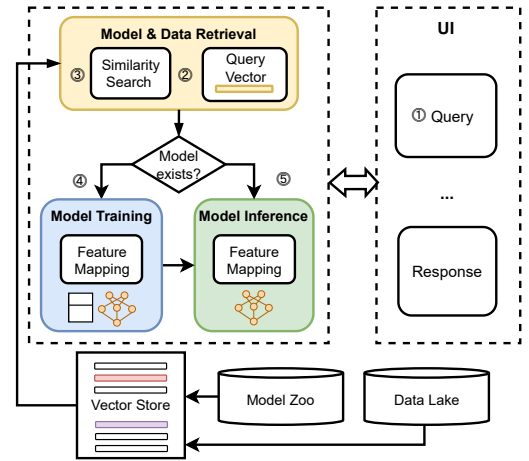 Model & Data Retrieval
③
Similarity
Search
②
Query
Vector
Model
exists?
④
⑤
Model Training
Feature
Mapping
Model Inference
Feature
Mapping
UI
① Query
...
Response
Vector Store
Model Zoo
Data Lake